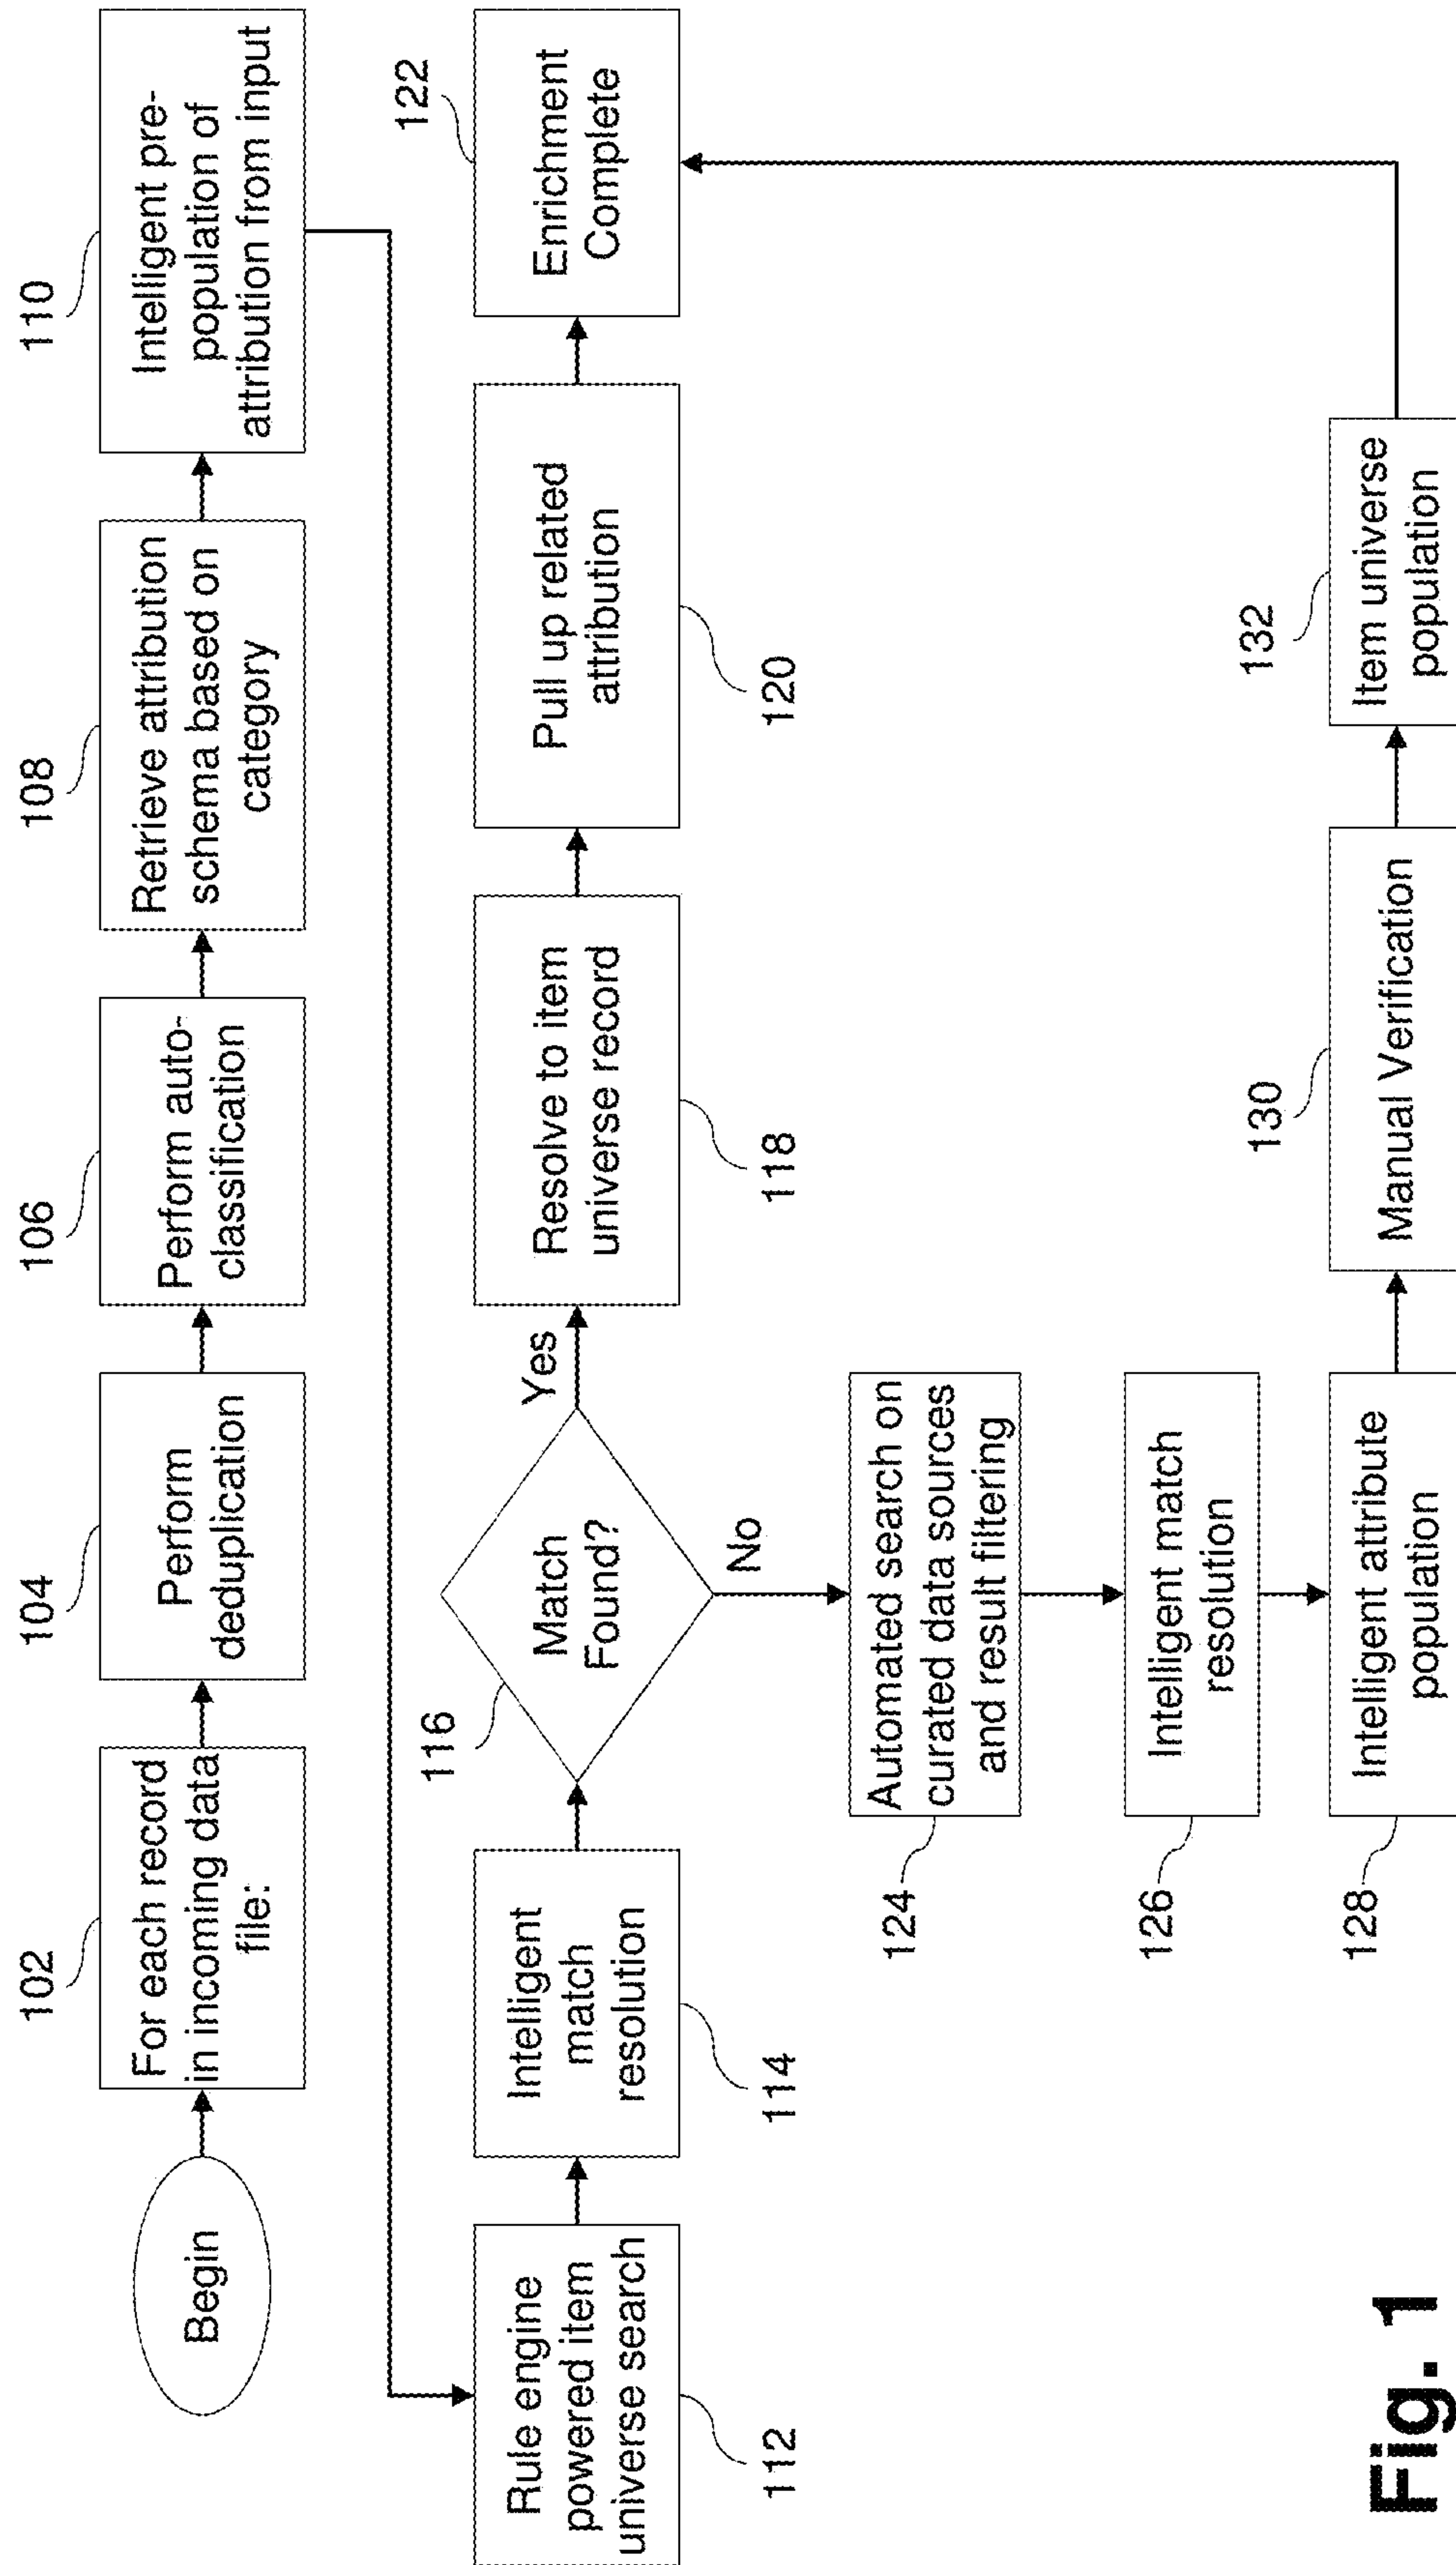 Begin
102
For each record
in incoming data
file:
104
Perform
deduplication
106
Perform auto-
classification
108
Retrieve attribution
schema based on
category
110
Intelligent pre-
population of
attribution from input
Rule engine
powered item
universe search
112
Intelligent
match
resolution
114
116
Match
Found?
Yes
No
Resolve to item
universe record
118
Pull up related
attribution
120
122
Enrichment
Complete
Automated search on
curated data sources
and result filtering
124
Intelligent match
resolution
126
Intelligent attribute
population
128
130
Manual Verification
132
Item universe
population
Fig. 1